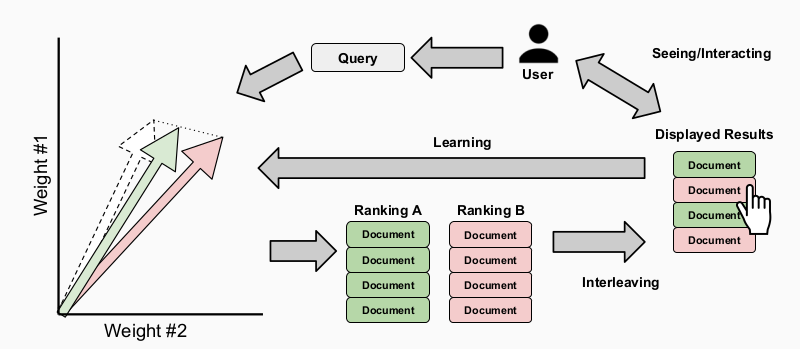 Query
User
Seeing/Interacting
Weight #1
Learning
Displayed Results
Document
Document
Document
Document
Ranking A
Ranking B
Document
Document
Document
Document
Document
Document
Document
Document
Interleaving
Weight #2